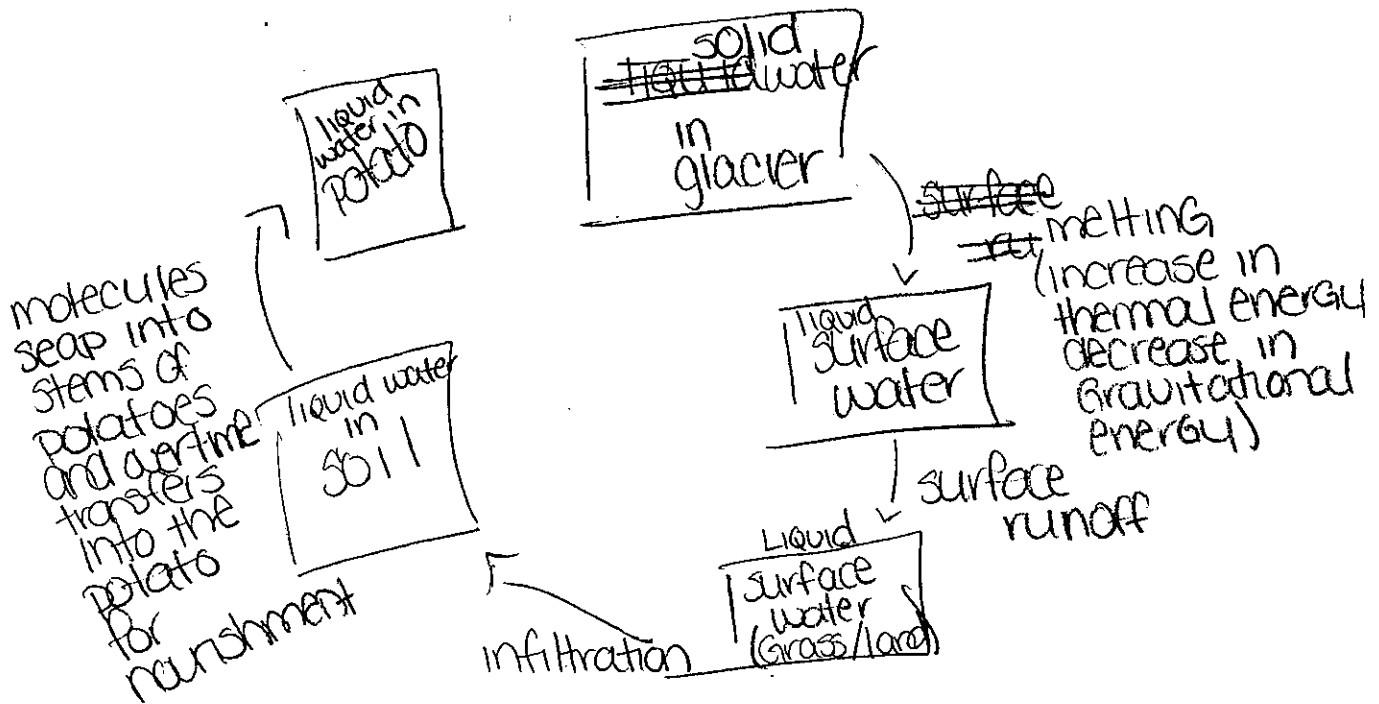 solid
liquid water
in
glacier
surface
melting
(increase in
thermal energy
decrease in
Gravitational
energy)
liquid
surface
water
surface
runoff
LIQUID
surface
water
(Grass/land)
infiltration
liquid water
in
soil
molecules
seap into
stems of
potatoes
and overtime
transfers
into the
potato
for
nourishment
liquid
water in
potato